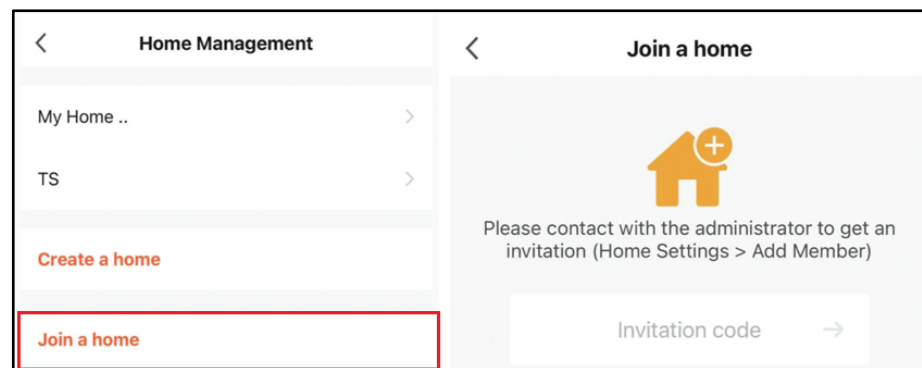 Home Management
My Home ..
TS
Create a home
Join a home
Join a home
Please contact with the administrator to get an
invitation (Home Settings > Add Member)
Invitation code